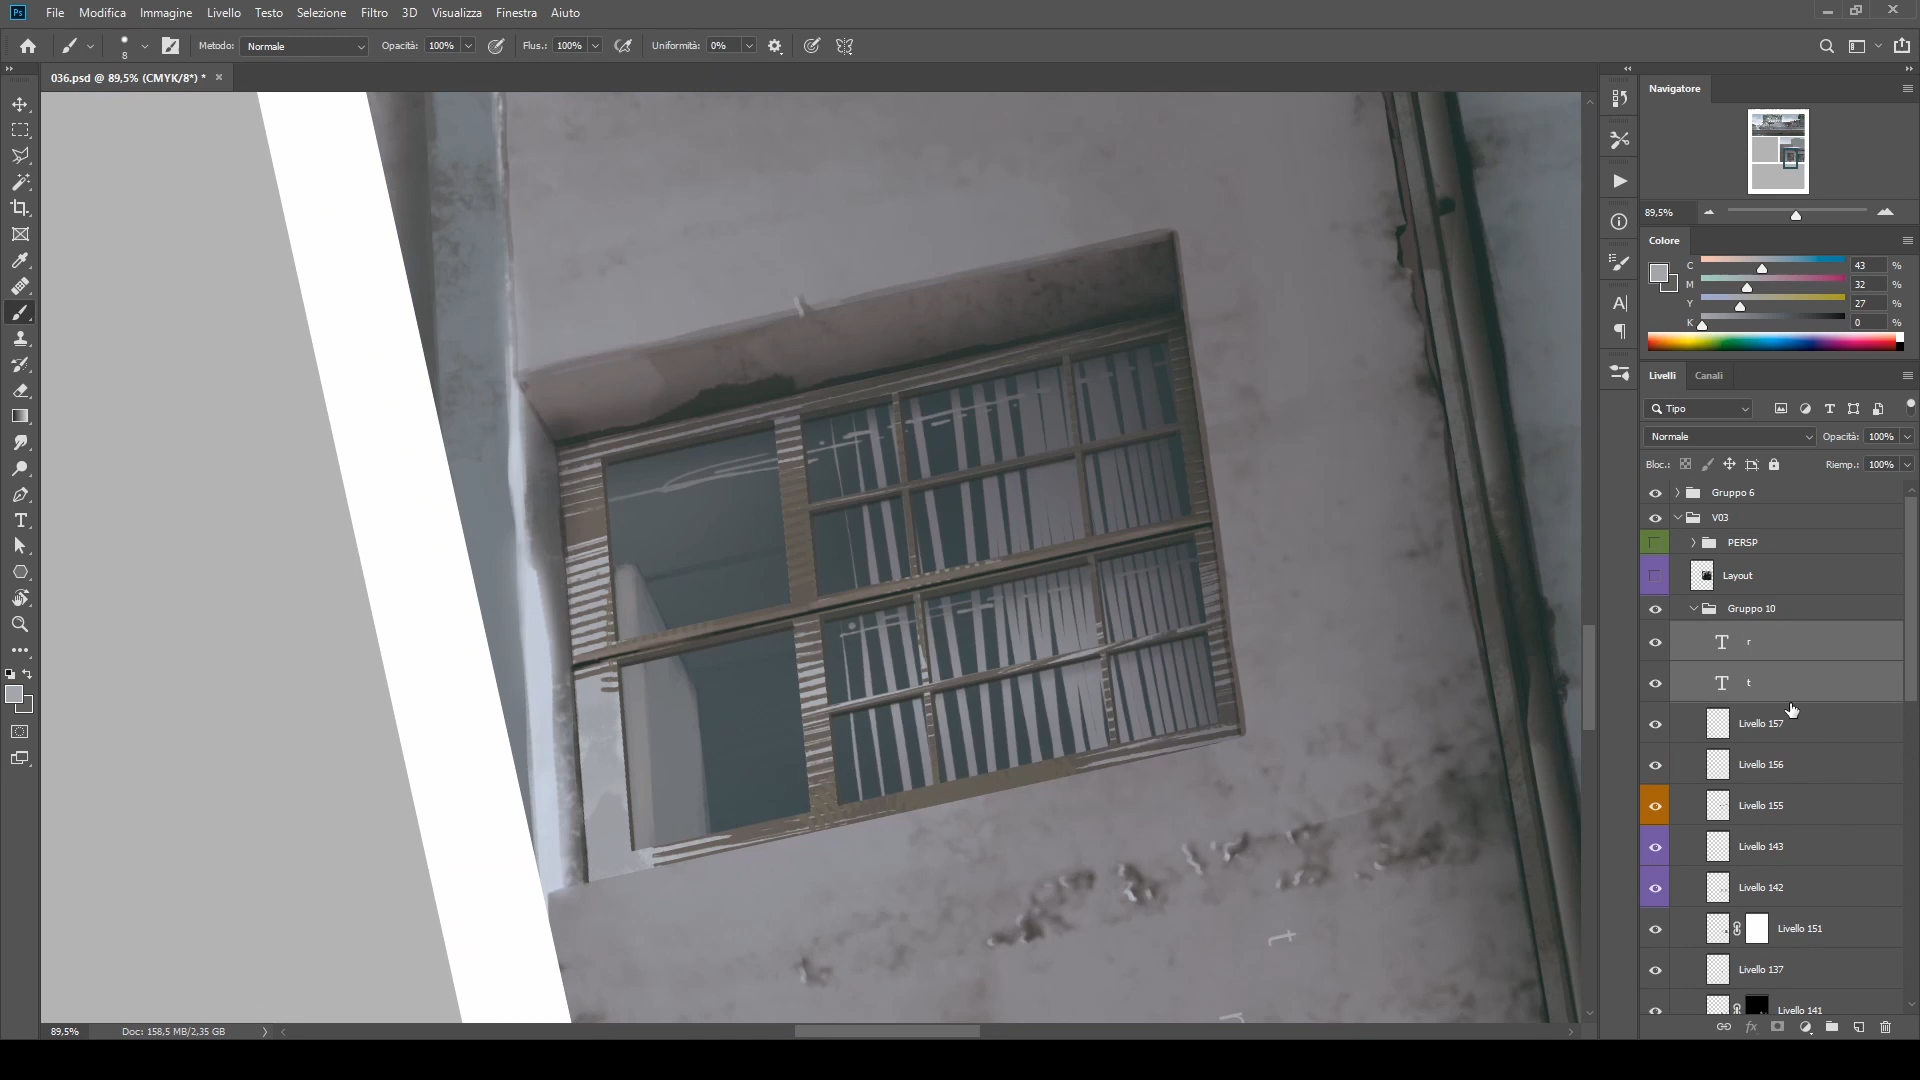 Ps File Modifica Immagine Livello Testo Selezione Filtro 3D Visualizza Finestra Aiuto
8 Metodo: Normale Opacità: 100% Flus.: 100% Uniformità: 0%
036.psd @ 89,5% (CMYK/8*) * ×
Navigatore
89,5%
Colore
C 43 %
M 32 %
Y 27 %
K 0 %
Livelli Canali
Tipo
Normale Opacità: 100%
Bloc.: Riemp.: 100%
Gruppo 6
V03
PERSP
Layout
Gruppo 10
T r
T t
Livello 157
Livello 156
Livello 155
Livello 143
Livello 142
Livello 151
Livello 137
Livello 141
t
r
89,5% Doc: 158,5 MB/2,35 GB
fx